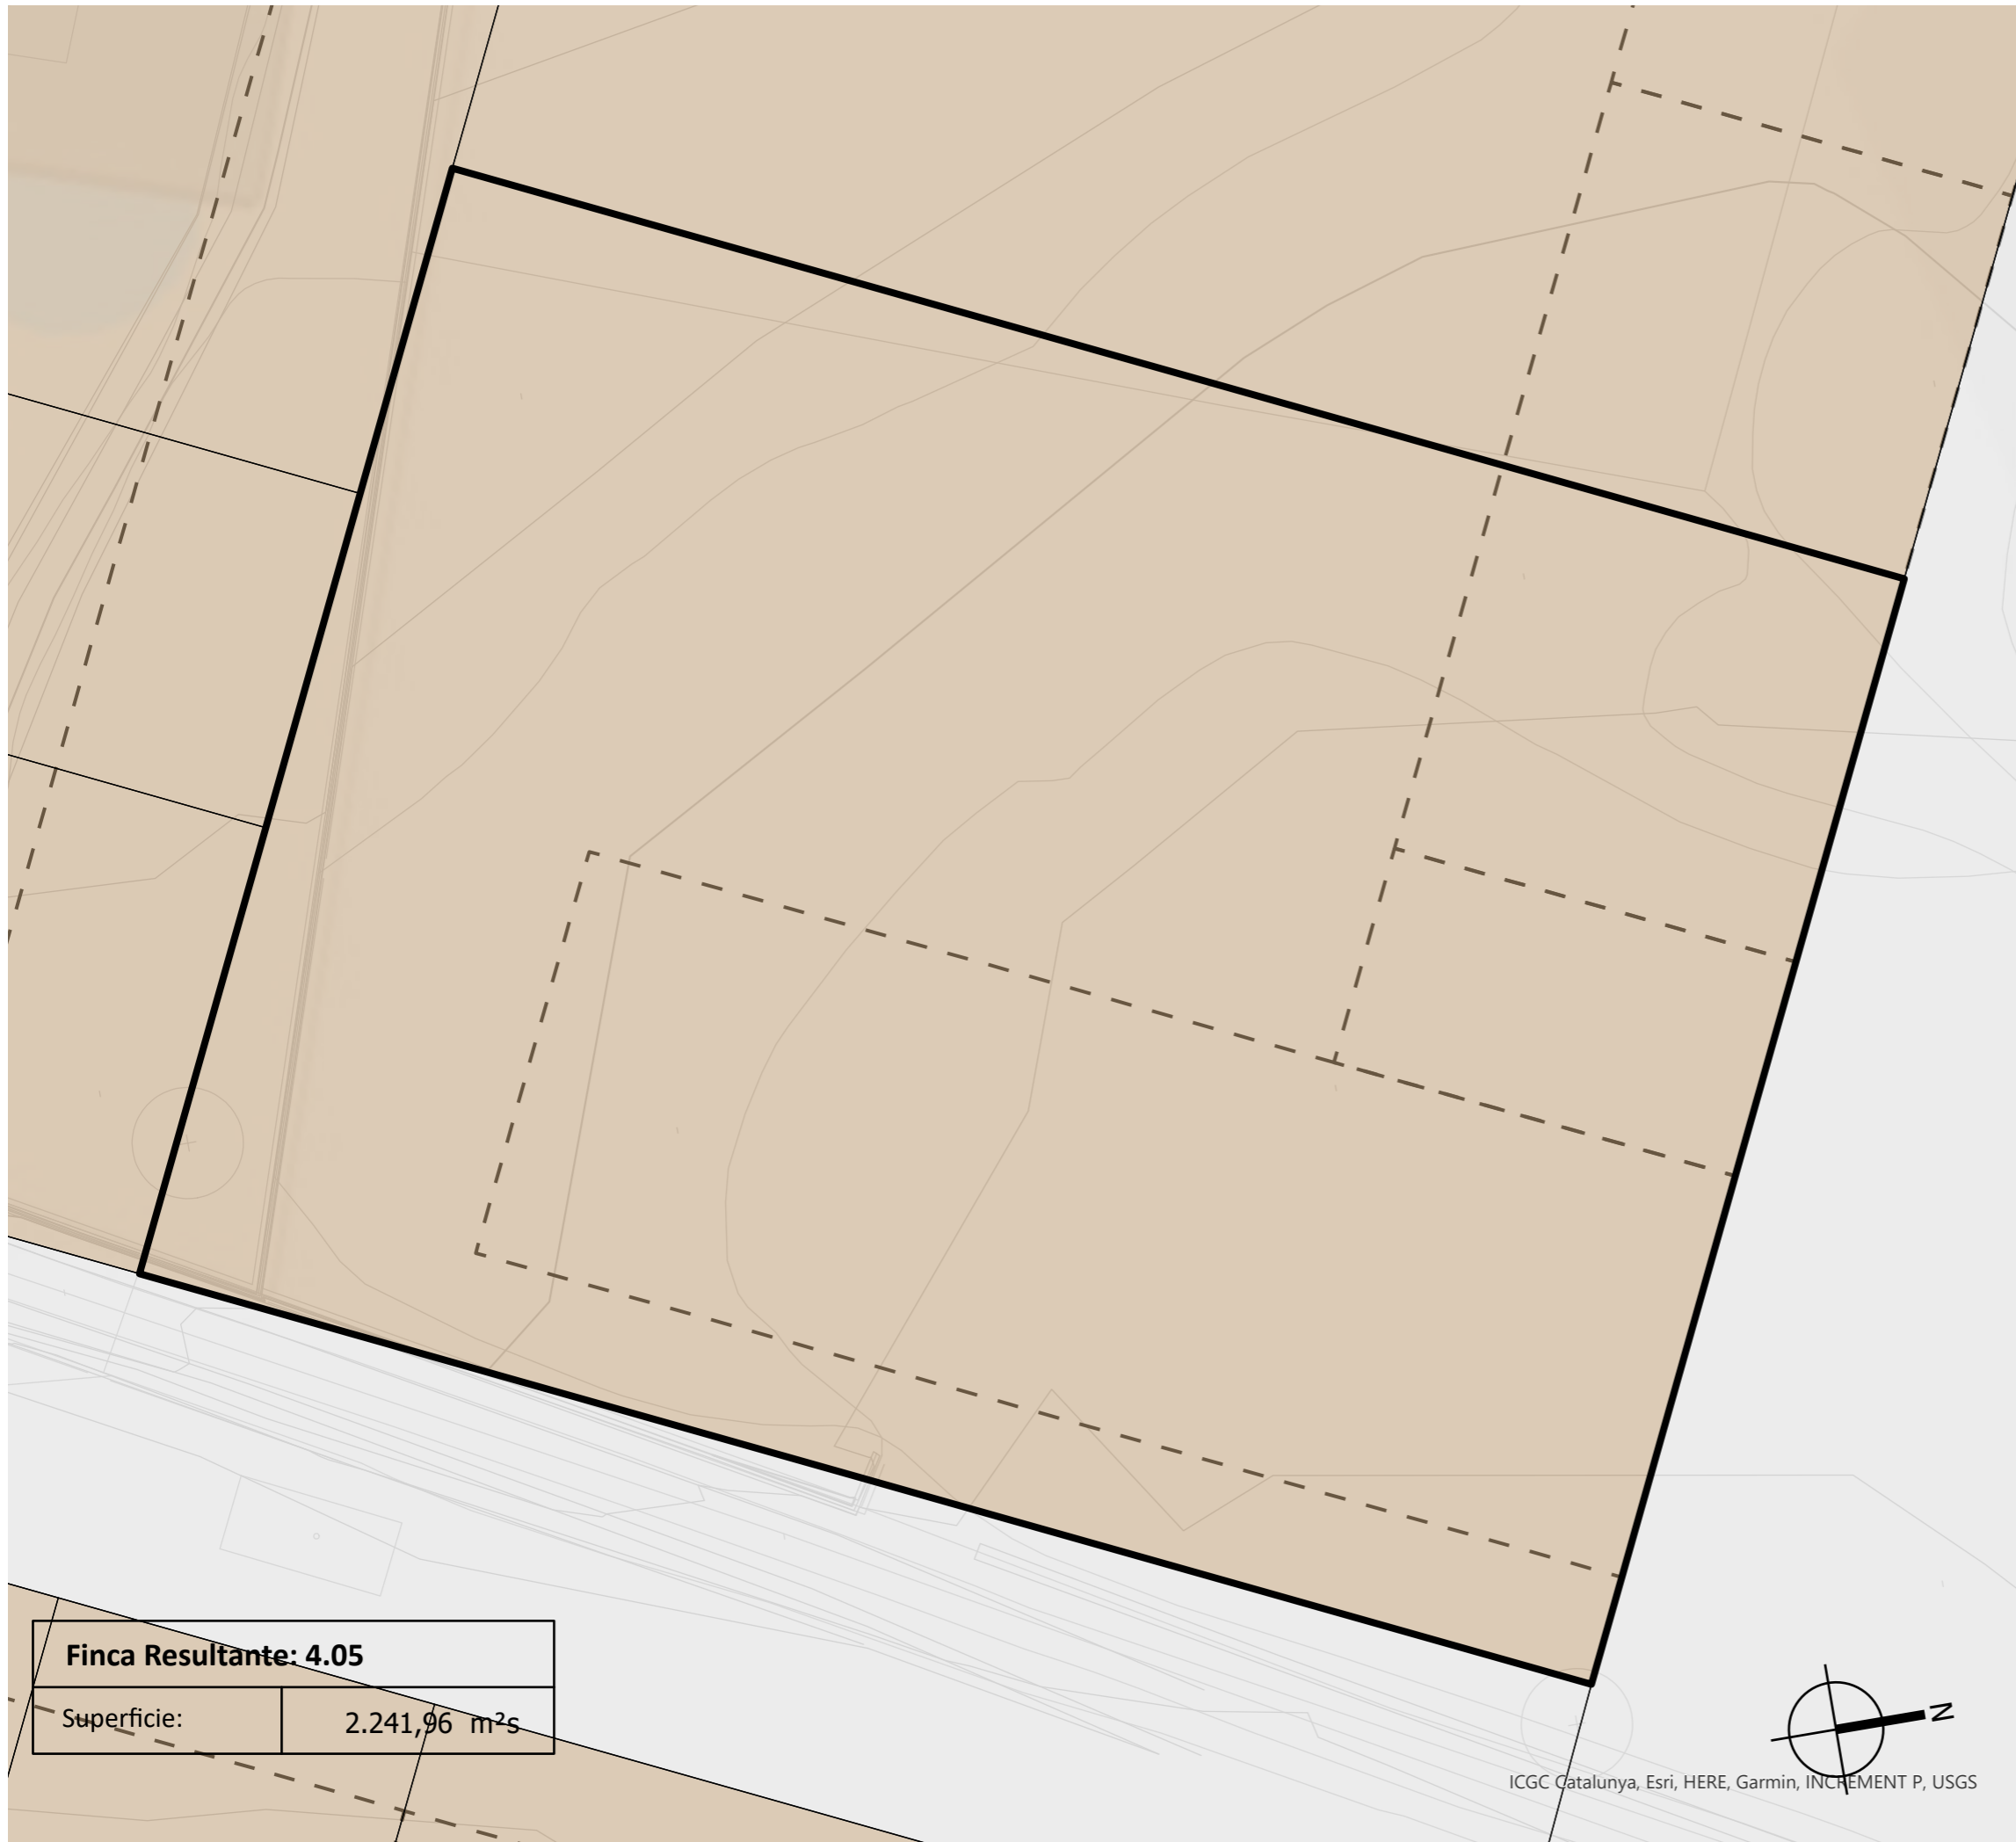 Finca Resultante: 4.05
Superficie: 2.241,96 m²s
N
ICGC Catalunya, Esri, HERE, Garmin, INCREMENT P, USGS